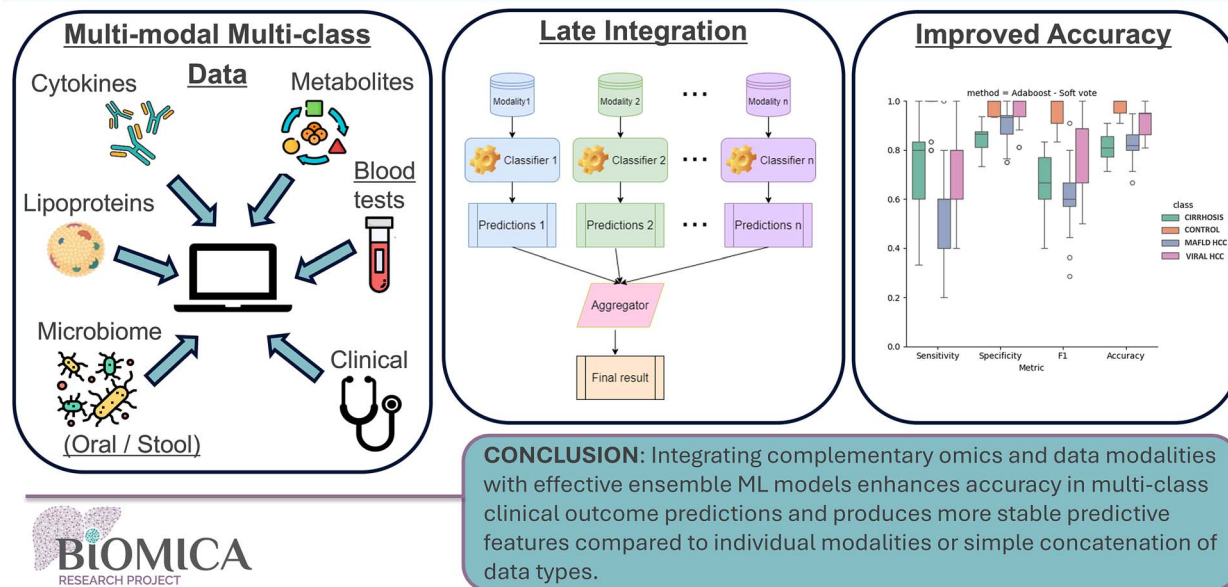 Multi-modal Multi-class
Data
Cytokines
Metabolites
Lipoproteins
Blood
tests
Microbiome
(Oral / Stool)
Clinical
Late Integration
Modality1
Modality 2
...
Modality n
Classifier 1
Classifier 2
...
Classifier n
Predictions 1
Predictions 2
...
Predictions n
Aggregator
Final result
Improved Accuracy
method = Adaboost - Soft vote
1.0
0.8
0.6
0.4
0.2
0.0
Sensitivity
Specificity
F1
Accuracy
Metric
class
CIRRHOSIS
CONTROL
MAFLD HCC
VIRAL HCC
CONCLUSION: Integrating complementary omics and data modalities
with effective ensemble ML models enhances accuracy in multi-class
clinical outcome predictions and produces more stable predictive
features compared to individual modalities or simple concatenation of
data types.
BiOMICA
RESEARCH PROJECT